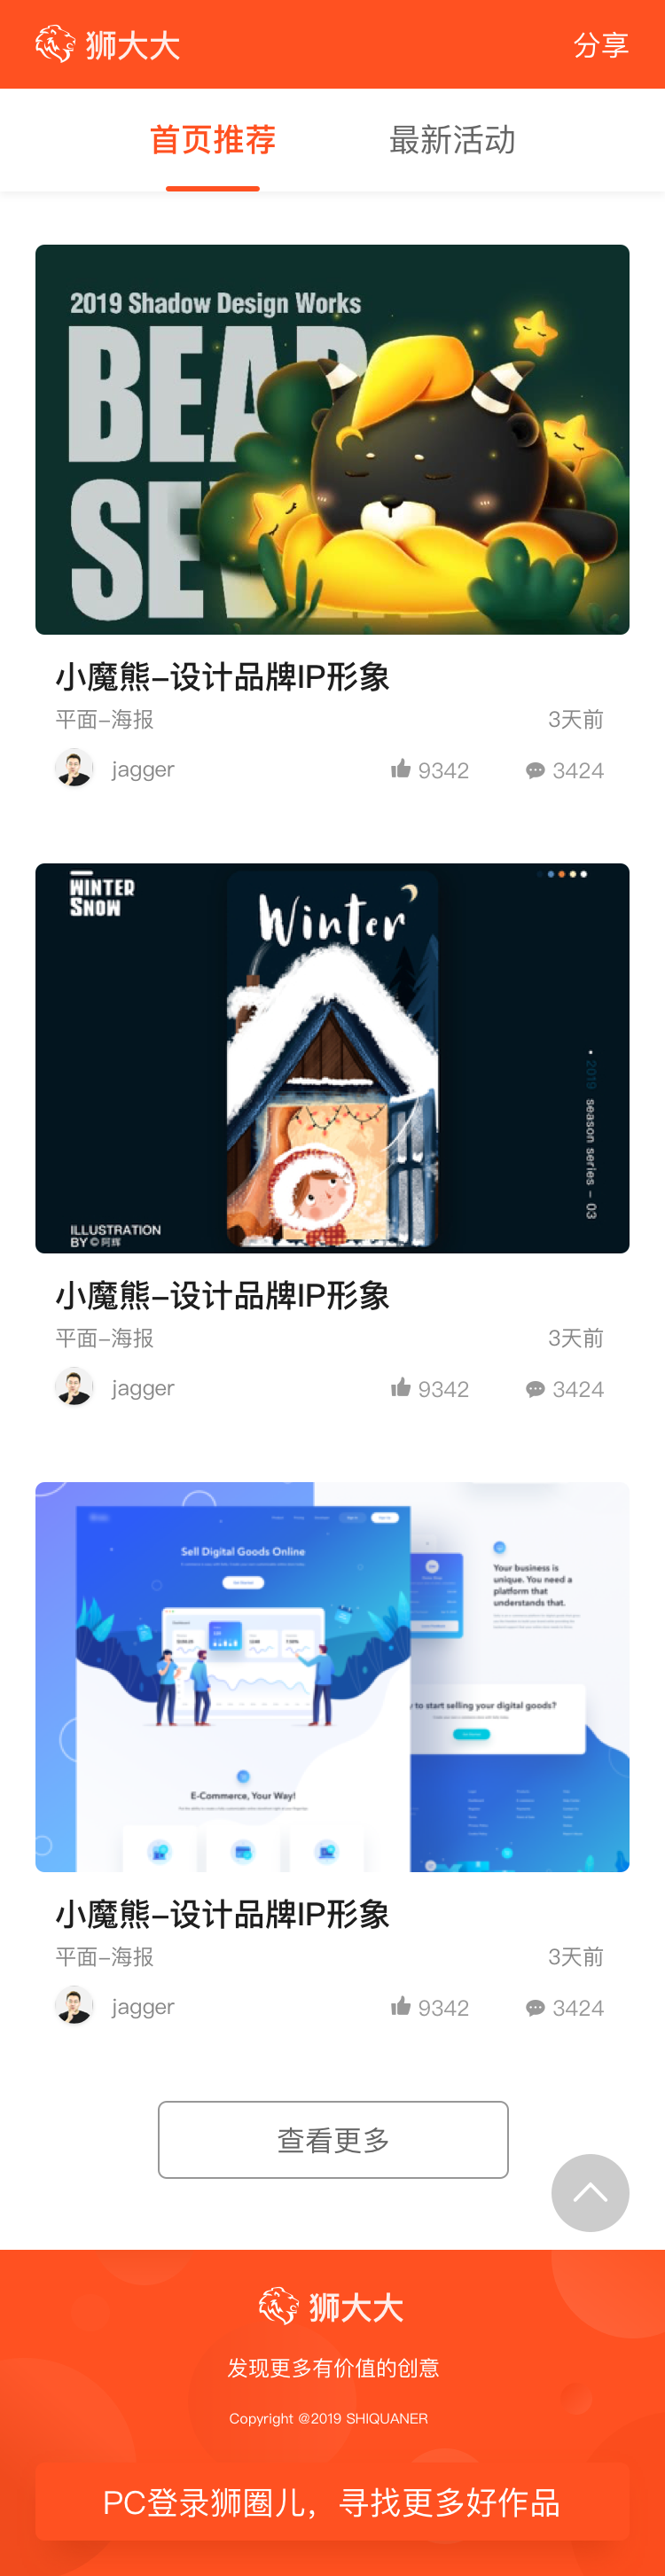 狮大大
分享
首页推荐
最新活动
2019 Shadow Design Works
BEAR
小魔熊-设计品牌IP形象
平面-海报
3天前
jagger
9342
3424
WINTER
SNOW
Winter
2019 season series - 03
ILLUSTRATION
BY ©阿辉
小魔熊-设计品牌IP形象
平面-海报
3天前
jagger
9342
3424
Sell Digital Goods Online
Your business is
unique. You need a
platform that
understands that.
y to start selling your digital goods?
E-Commerce, Your Way!
小魔熊-设计品牌IP形象
平面-海报
3天前
jagger
9342
3424
查看更多
狮大大
发现更多有价值的创意
Copyright @2019 SHIQUANER
PC登录狮圈儿，寻找更多好作品